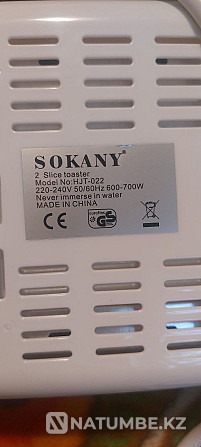 SOKANY
2 Slice toaster
Model No:HJT-022
220-240V 50/60Hz 600-700W
Never immerse in water
MADE IN CHINA
CE GS
NATUMBE.KZ